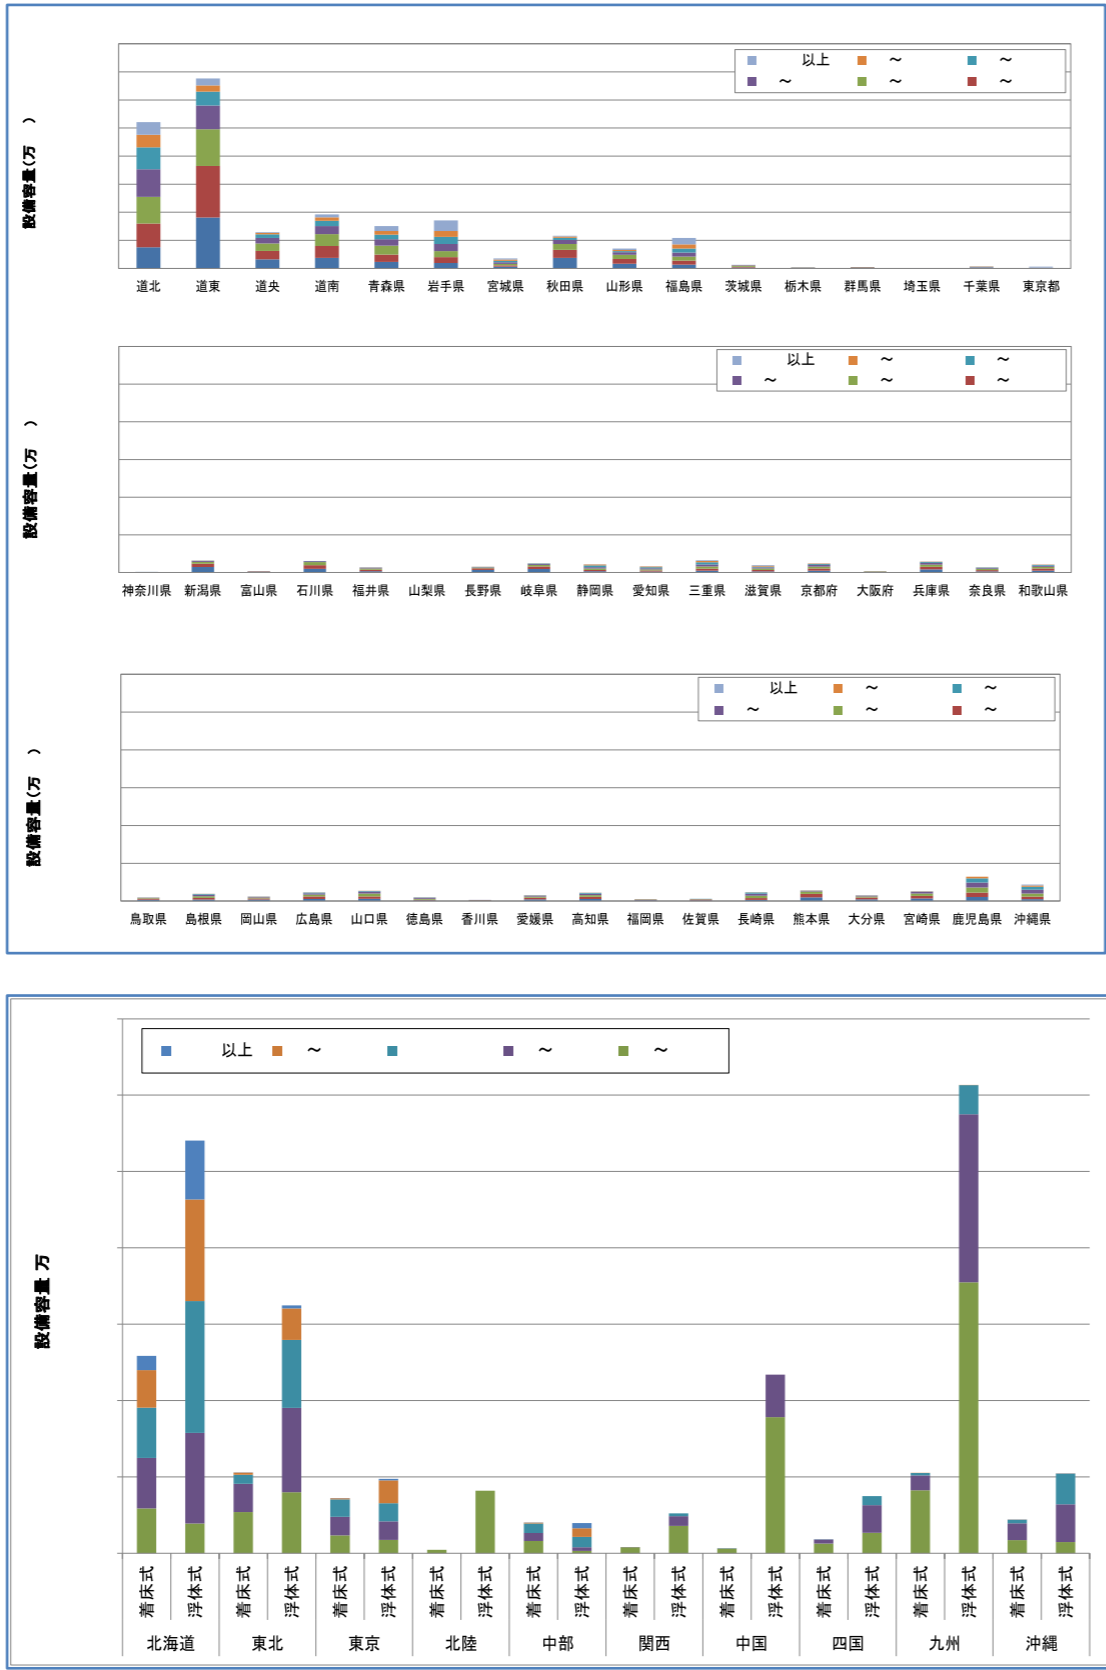 以上 ～ ～
～ ～ ～
設備容量(万 )
道北 道東 道央 道南 青森県 岩手県 宮城県 秋田県 山形県 福島県 茨城県 栃木県 群馬県 埼玉県 千葉県 東京都
以上 ～ ～
～ ～ ～
設備容量(万 )
神奈川県 新潟県 富山県 石川県 福井県 山梨県 長野県 岐阜県 静岡県 愛知県 三重県 滋賀県 京都府 大阪府 兵庫県 奈良県 和歌山県
以上 ～ ～
～ ～ ～
設備容量(万 )
鳥取県 島根県 岡山県 広島県 山口県 徳島県 香川県 愛媛県 高知県 福岡県 佐賀県 長崎県 熊本県 大分県 宮崎県 鹿児島県 沖縄県
以上 ～ ～ ～
設備容量 万
着床式 浮体式 着床式 浮体式 着床式 浮体式 着床式 浮体式 着床式 浮体式 着床式 浮体式 着床式 浮体式 着床式 浮体式 着床式 浮体式 着床式 浮体式
北海道 東北 東京 北陸 中部 関西 中国 四国 九州 沖縄